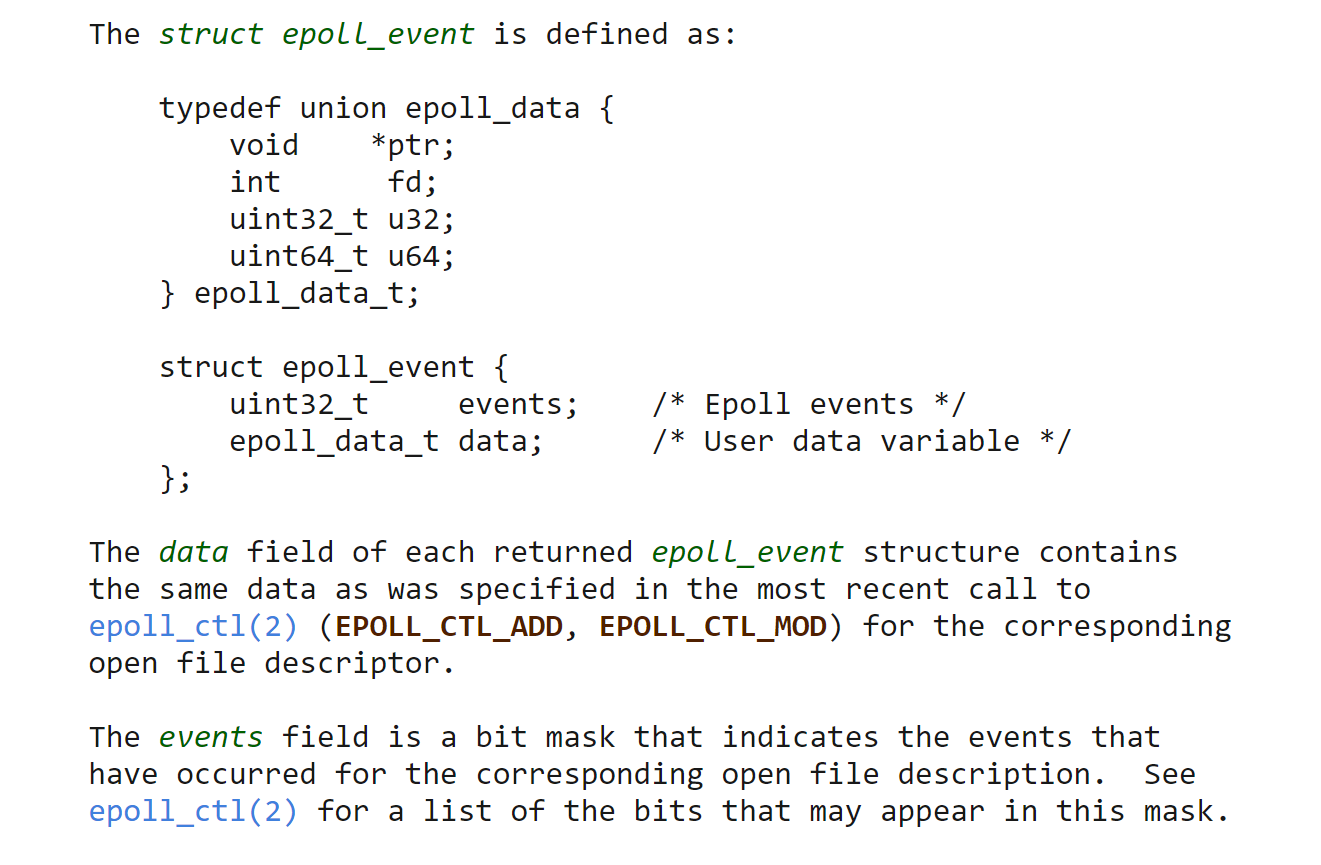 The struct epoll_event is defined as:
typedef union epoll_data {
void    *ptr;
int      fd;
uint32_t u32;
uint64_t u64;
} epoll_data_t;
struct epoll_event {
uint32_t     events;    /* Epoll events */
epoll_data_t data;      /* User data variable */
};
The data field of each returned epoll_event structure contains
the same data as was specified in the most recent call to
epoll_ctl(2) (EPOLL_CTL_ADD, EPOLL_CTL_MOD) for the corresponding
open file descriptor.
The events field is a bit mask that indicates the events that
have occurred for the corresponding open file description.  See
epoll_ctl(2) for a list of the bits that may appear in this mask.